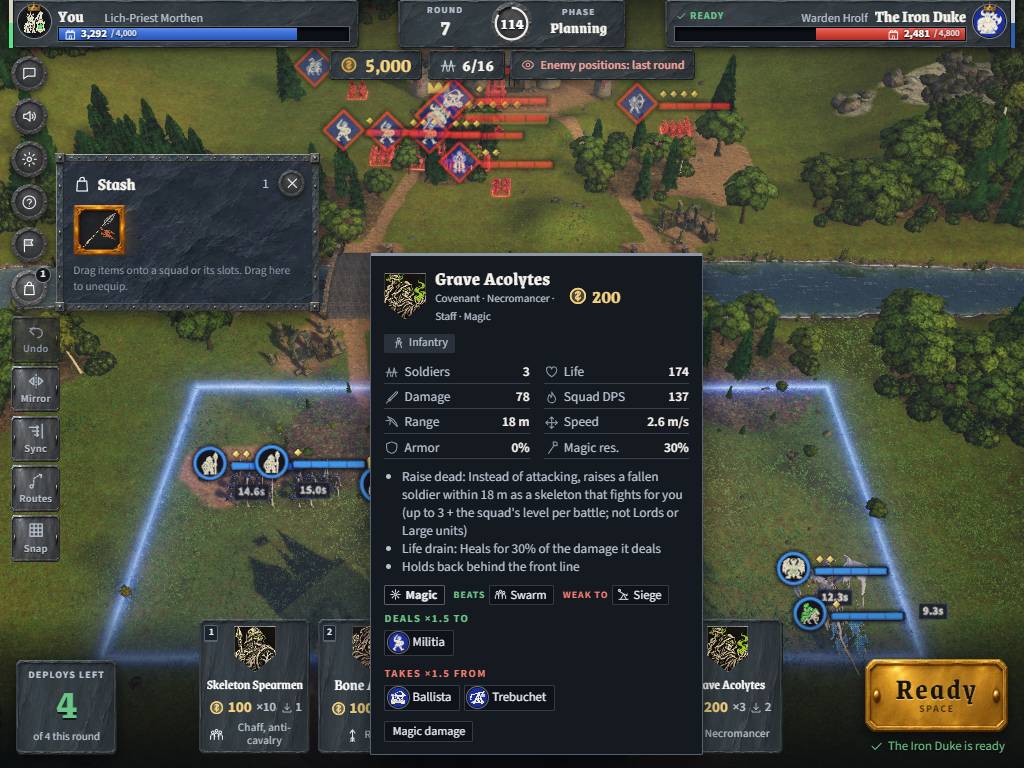 You Lich-Priest Morthen
3,292 / 4,000
ROUND
7
114
PHASE
Planning
READY
Warden Hrolf The Iron Duke
2,481 / 4,800
5,000
6/16
Enemy positions: last round
Stash
1
Drag items onto a squad or its slots. Drag here
to unequip.
1
Undo
Mirror
Sync
Routes
Snap
Grave Acolytes
200
Covenant · Necromancer ·
Staff · Magic
Infantry
Soldiers 3
Life 174
Damage 78
Squad DPS 137
Range 18 m
Speed 2.6 m/s
Armor 0%
Magic res. 30%
Raise dead: Instead of attacking, raises a fallen
soldier within 18 m as a skeleton that fights for you
(up to 3 + the squad's level per battle; not Lords or
Large units)
Life drain: Heals for 30% of the damage it deals
Holds back behind the front line
Magic BEATS Swarm WEAK TO Siege
DEALS ×1.5 TO
Militia
TAKES ×1.5 FROM
Ballista Trebuchet
Magic damage
14.6s
15.0s
12.3s
9.3s
DEPLOYS LEFT
4
of 4 this round
1
Skeleton Spearmen
100 ×10 1
Chaff, anti-
cavalry
2
Bone
100
ave Acolytes
200 ×3 2
Necromancer
Ready
SPACE
The Iron Duke is ready